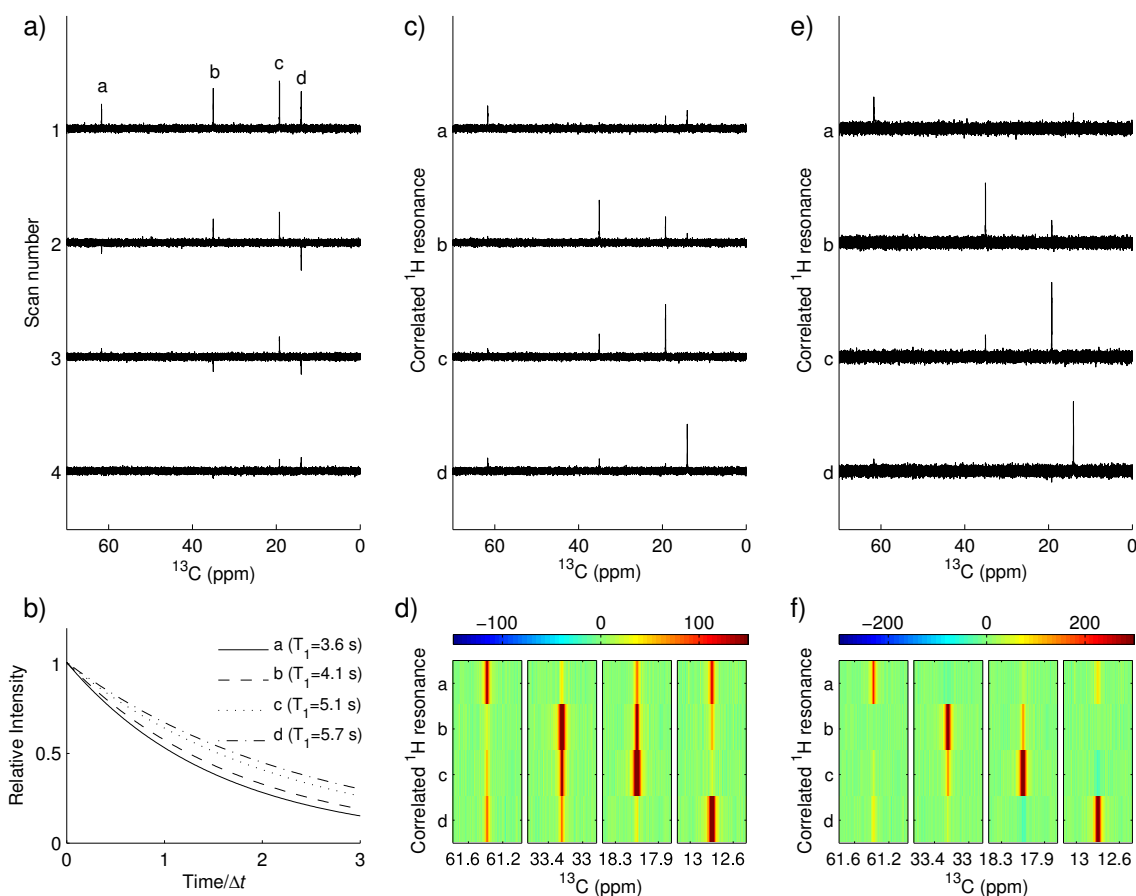 a)
a
b
c
d
1
2
3
4
Scan number
60
40
20
0
¹³C (ppm)
c)
a
b
c
d
Correlated ¹H resonance
60
40
20
0
¹³C (ppm)
e)
a
b
c
d
Correlated ¹H resonance
60
40
20
0
¹³C (ppm)
b)
1
0.5
0
Relative Intensity
a (T₁=3.6 s)
b (T₁=4.1 s)
c (T₁=5.1 s)
d (T₁=5.7 s)
0
1
2
3
Time/Δt
d)
−100
0
100
a
b
c
d
Correlated ¹H resonance
61.6 61.2
33.4 33
18.3 17.9
13 12.6
¹³C (ppm)
f)
−200
0
200
a
b
c
d
Correlated ¹H resonance
61.6 61.2
33.4 33
18.3 17.9
13 12.6
¹³C (ppm)